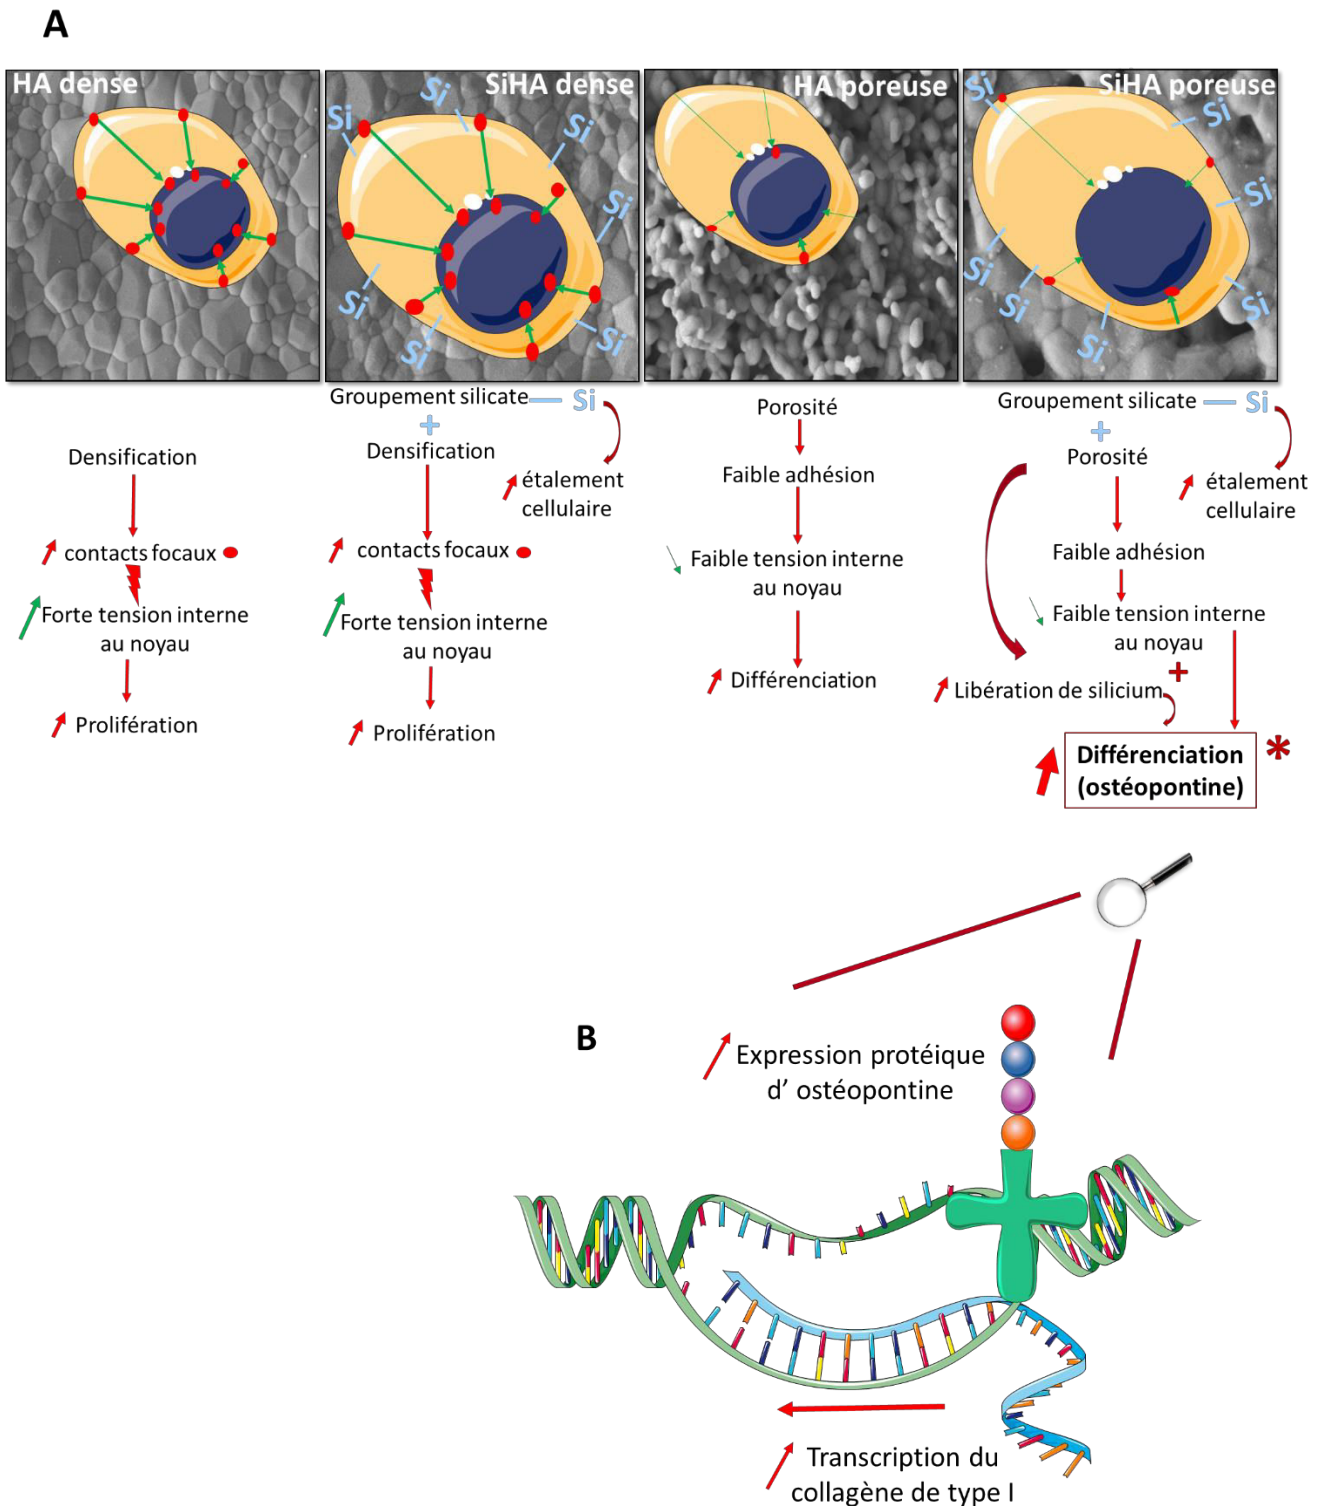 A
HA dense
SiHA dense
HA poreuse
SiHA poreuse
Si
Si
Si
Si
Si
Si
Si
Si
Si
Si
Si
Si
Si
Si
Densification
contacts focaux
Forte tension interne
au noyau
Prolifération
Groupement silicate
Si
+
Densification
étalement
cellulaire
contacts focaux
Forte tension interne
au noyau
Prolifération
Porosité
Faible adhésion
Faible tension interne
au noyau
Différenciation
Groupement silicate
Si
+
Porosité
étalement
cellulaire
Faible adhésion
Faible tension interne
au noyau
+
Libération de silicium
Différenciation
(ostéopontine)
*
B
Expression protéique
d’ ostéopontine
Transcription du
collagène de type I